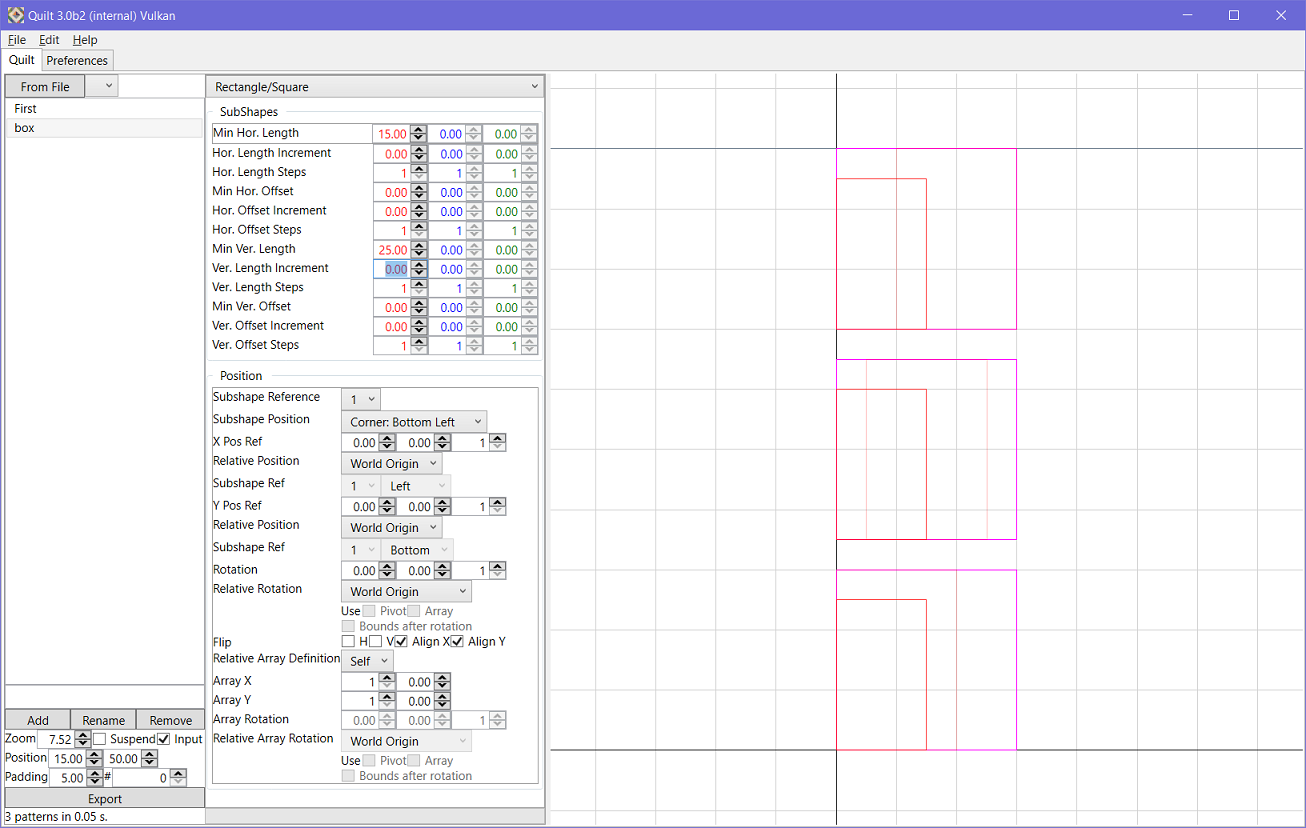 Quilt 3.0b2 (internal) Vulkan
File Edit Help
Quilt Preferences
From File
First
box
Rectangle/Square
SubShapes
Min Hor. Length 15.00 0.00 0.00
Hor. Length Increment 0.00 0.00 0.00
Hor. Length Steps 1 1 1
Min Hor. Offset 0.00 0.00 0.00
Hor. Offset Increment 0.00 0.00 0.00
Hor. Offset Steps 1 1 1
Min Ver. Length 25.00 0.00 0.00
Ver. Length Increment 0.00 0.00 0.00
Ver. Length Steps 1 1 1
Min Ver. Offset 0.00 0.00 0.00
Ver. Offset Increment 0.00 0.00 0.00
Ver. Offset Steps 1 1 1
Position
Subshape Reference 1
Subshape Position Corner: Bottom Left
X Pos Ref 0.00 0.00 1
Relative Position World Origin
Subshape Ref 1 Left
Y Pos Ref 0.00 0.00 1
Relative Position World Origin
Subshape Ref 1 Bottom
Rotation 0.00 0.00 1
Relative Rotation World Origin
Use Pivot Array
Bounds after rotation
Flip H V Align X Align Y
Relative Array Definition Self
Array X 1 0.00
Array Y 1 0.00
Array Rotation 0.00 0.00 1
Relative Array Rotation World Origin
Use Pivot Array
Bounds after rotation
Add Rename Remove
Zoom 7.52 Suspend Input
Position 15.00 50.00
Padding 5.00 # 0
Export
3 patterns in 0.05 s.